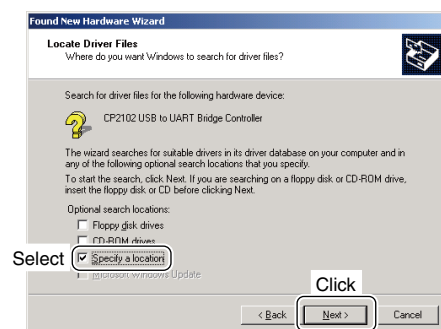 Found New Hardware Wizard
Locate Driver Files
Where do you want Windows to search for driver files?
Search for driver files for the following hardware device:
CP2102 USB to UART Bridge Controller
The wizard searches for suitable drivers in its driver database on your computer and in
any of the following optional search locations that you specify.
To start the search, click Next. If you are searching on a floppy disk or CD-ROM drive,
insert the floppy disk or CD before clicking Next.
Optional search locations:
Floppy disk drives
CD-ROM drives
Select Specify a location
Microsoft Windows Update
Click
< Back Next > Cancel